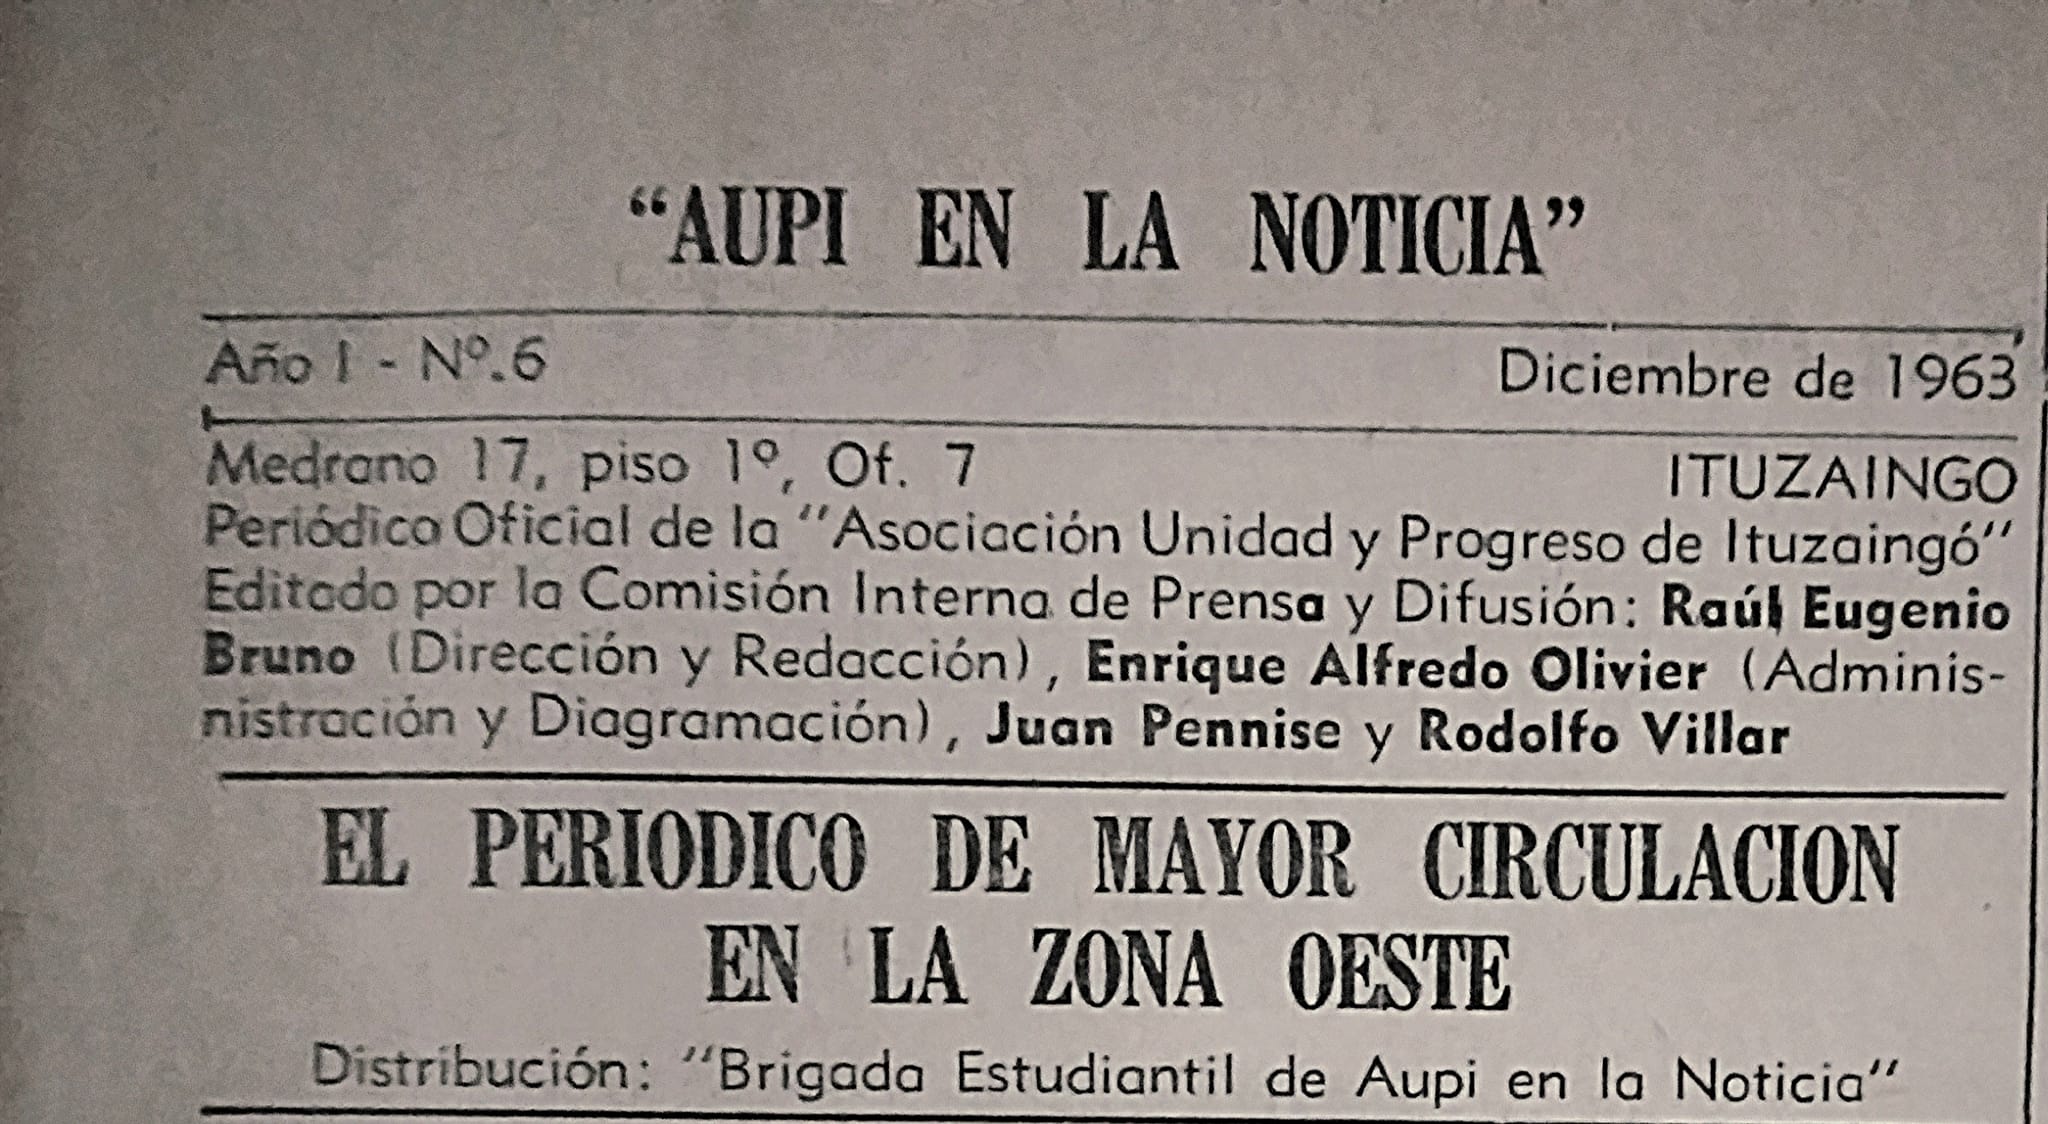 “AUPI EN LA NOTICIA”
Año I - Nº.6 Diciembre de 1963
Medrano 17, piso 1º, Of. 7 ITUZAINGO
Periódico Oficial de la "Asociación Unidad y Progreso de Ituzaingó"
Editado por la Comisión Interna de Prensa y Difusión: Raúl Eugenio
Bruno (Dirección y Redacción), Enrique Alfredo Olivier (Adminis-
nistración y Diagramación), Juan Pennise y Rodolfo Villar
EL PERIODICO DE MAYOR CIRCULACION
EN LA ZONA OESTE
Distribución: "Brigada Estudiantil de Aupi en la Noticia"